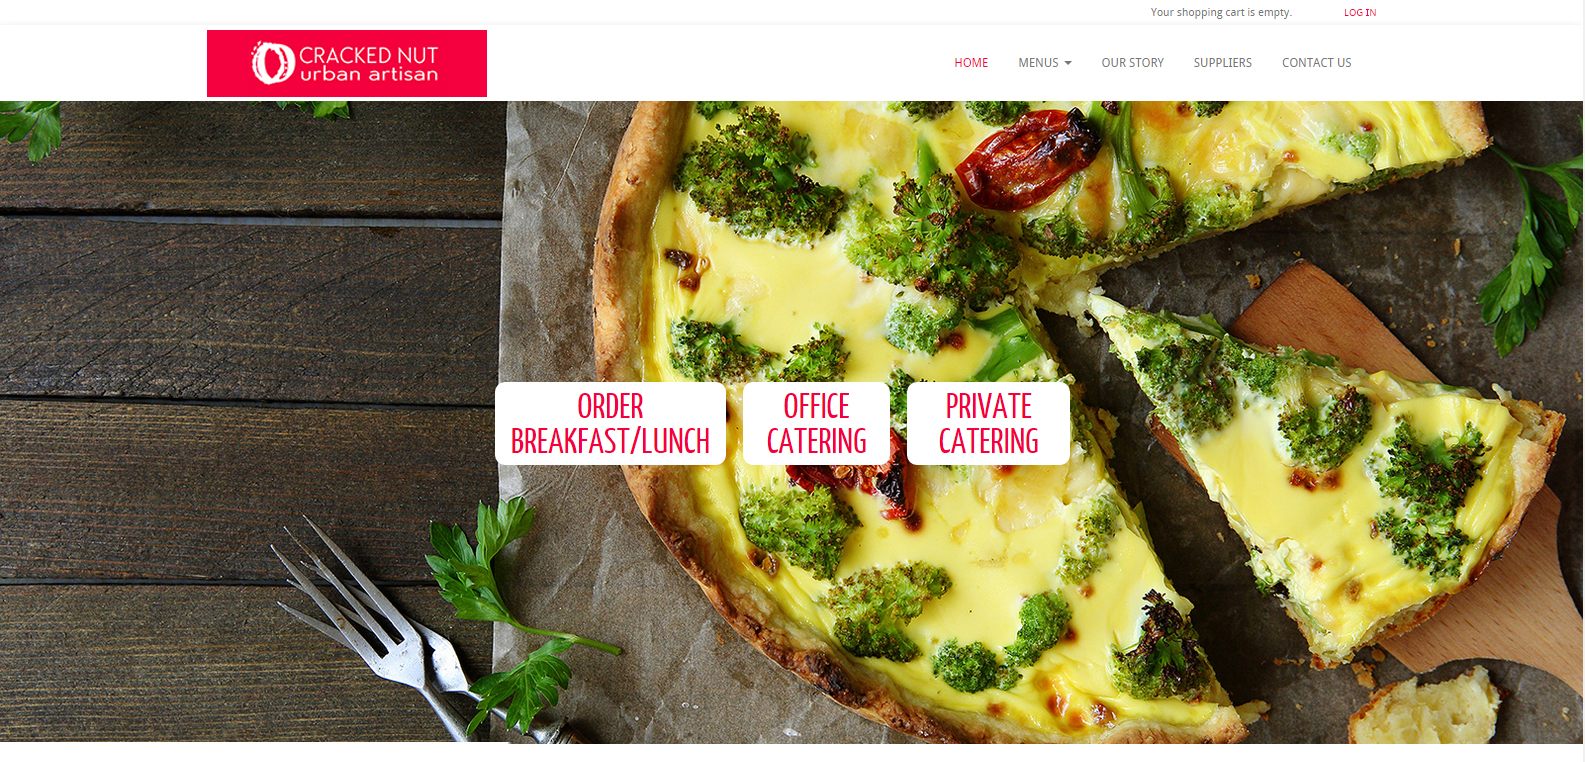 Your shopping cart is empty.
LOG IN
CRACKED NUT
urban artisan
HOME
MENUS
OUR STORY
SUPPLIERS
CONTACT US
ORDER
BREAKFAST/LUNCH
OFFICE
CATERING
PRIVATE
CATERING